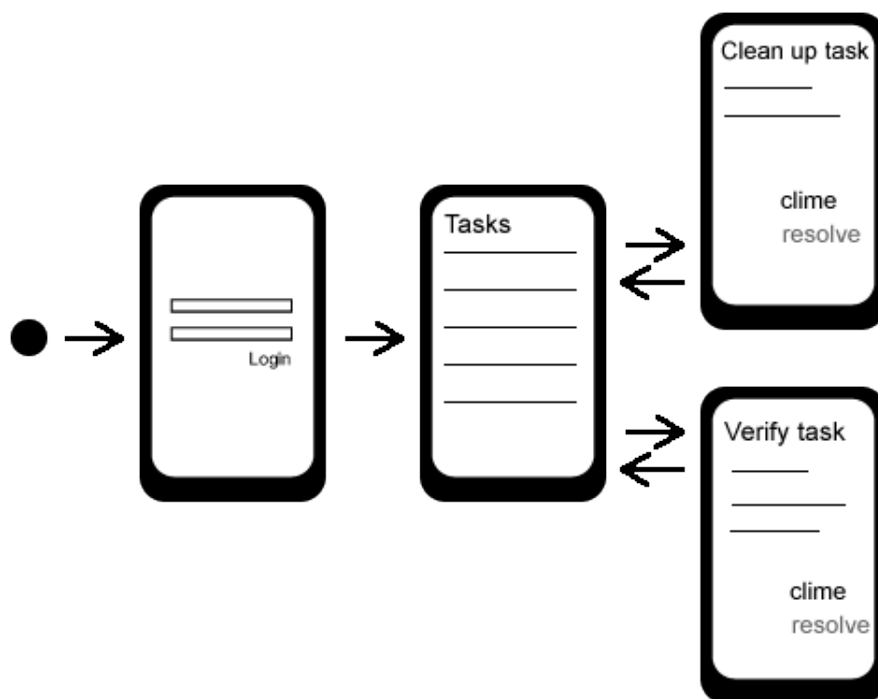 Login
Tasks
Clean up task
clime
resolve
Verify task
clime
resolve